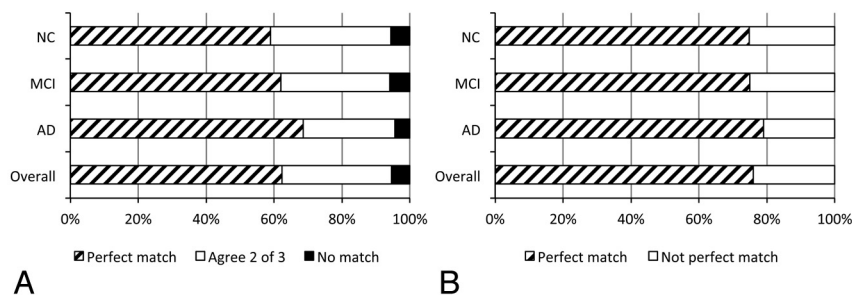 NC
MCI
AD
Overall
0% 20% 40% 60% 80% 100%
Perfect match Agree 2 of 3 No match
A
NC
MCI
AD
Overall
0% 20% 40% 60% 80% 100%
Perfect match Not perfect match
B